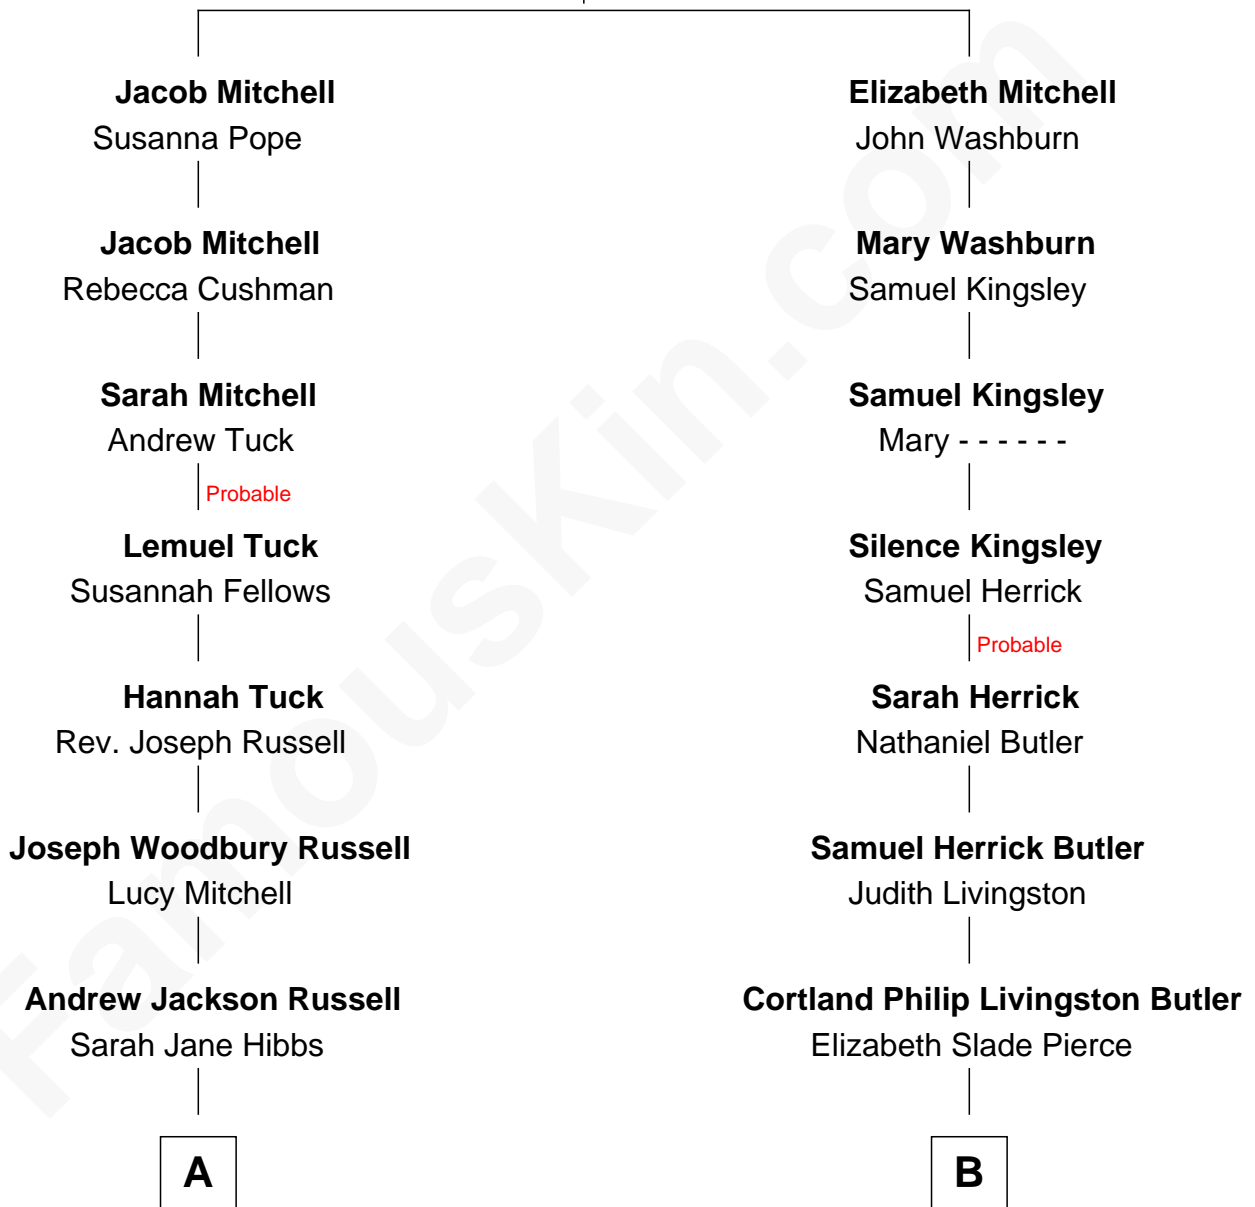 Jacob Mitchell
Susanna Pope
Jacob Mitchell
Rebecca Cushman
Sarah Mitchell
Andrew Tuck
Probable
Lemuel Tuck
Susannah Fellows
Hannah Tuck
Rev. Joseph Russell
Joseph Woodbury Russell
Lucy Mitchell
Andrew Jackson Russell
Sarah Jane Hibbs
A
Elizabeth Mitchell
John Washburn
Mary Washburn
Samuel Kingsley
Samuel Kingsley
Mary - - - - - -
Silence Kingsley
Samuel Herrick
Probable
Sarah Herrick
Nathaniel Butler
Samuel Herrick Butler
Judith Livingston
Cortland Philip Livingston Butler
Elizabeth Slade Pierce
B
FamousKin.com